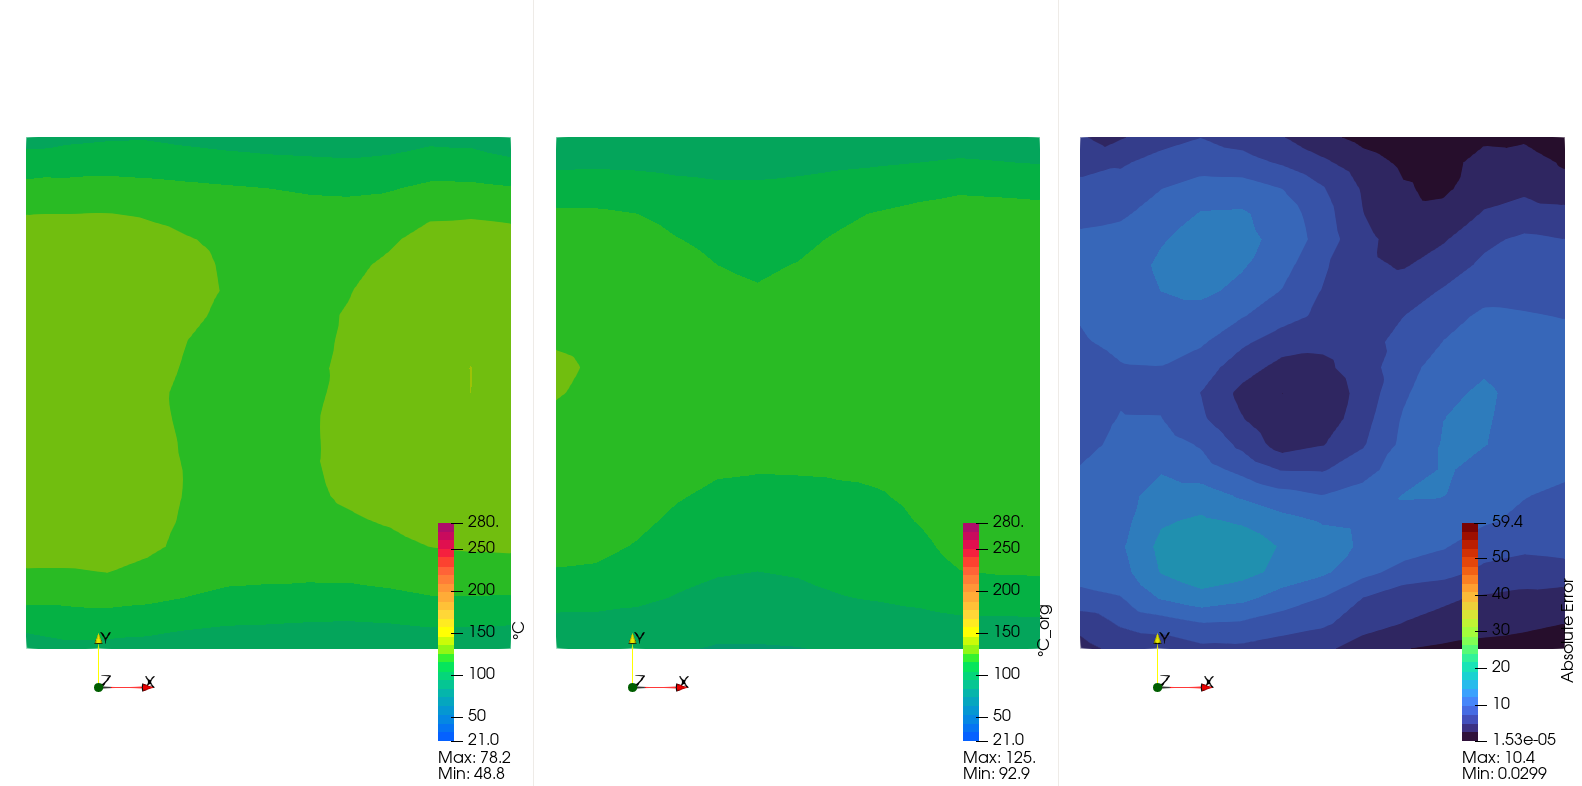 280.
250
200
150
100
50
21.0
°C
Max: 78.2
Min: 48.8
Y
Z
X
280.
250
200
150
100
50
21.0
°C_org
Max: 125.
Min: 92.9
Y
Z
X
59.4
50
40
30
20
10
1.53e-05
Absolute Error
Max: 10.4
Min: 0.0299
Y
Z
X